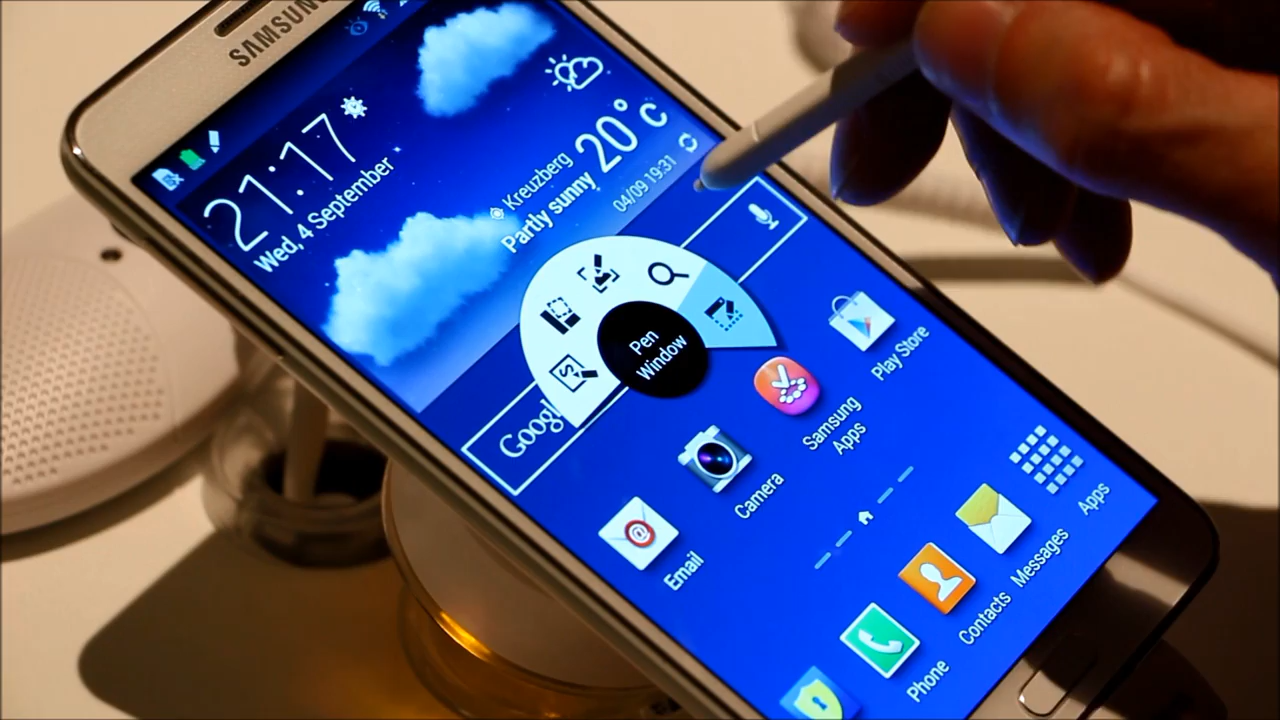 SAMSUNG
21:17
Wed, 4 September
Kreuzberg
Partly sunny
20°c
04/09 19:31
Google
Pen
Window
Play Store
Samsung
Apps
Camera
Email
Apps
Messages
Contacts
Phone